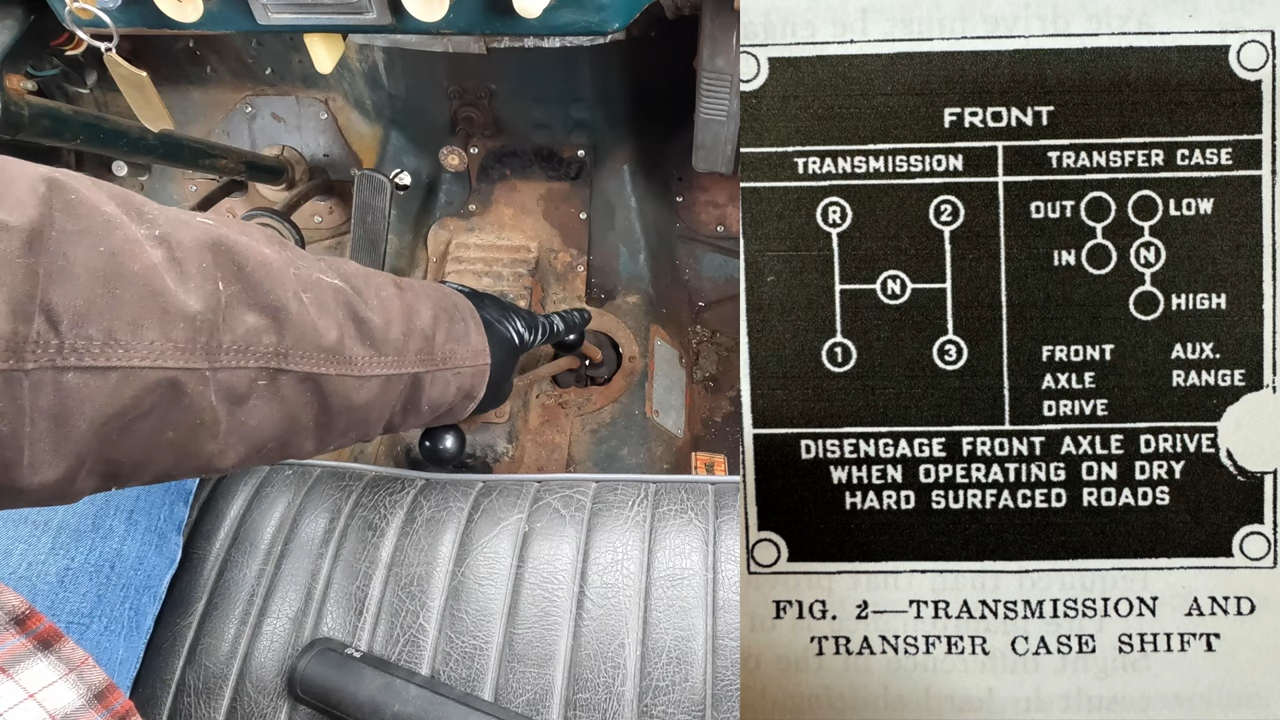 FRONT
TRANSMISSION
TRANSFER CASE
R
2
OUT
LOW
N
IN
N
HIGH
1
3
FRONT
AXLE
DRIVE
AUX.
RANGE
DISENGAGE FRONT AXLE DRIVE
WHEN OPERATING ON DRY
HARD SURFACED ROADS
FIG. 2—TRANSMISSION AND
TRANSFER CASE SHIFT